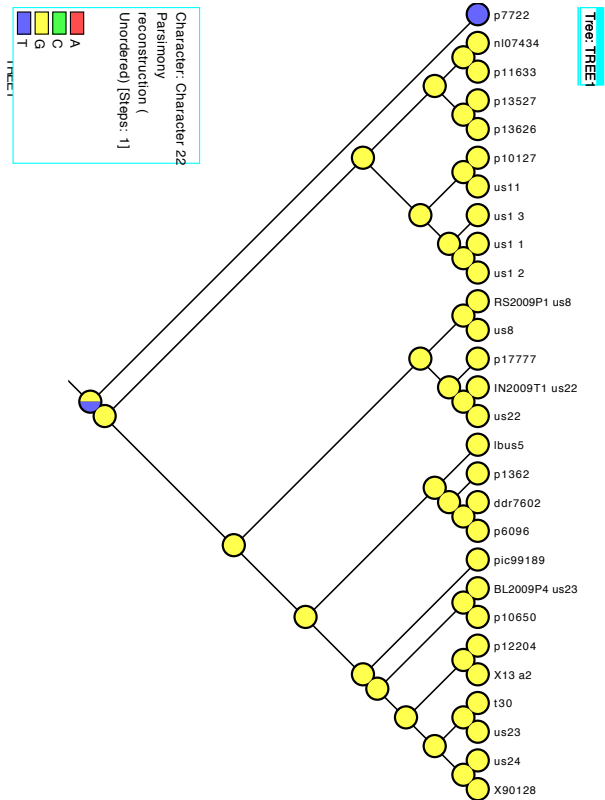 Tree: TREE1
Character: Character 22
Parsimony
reconstruction (
Unordered) [Steps: 1]
A
C
G
T
p7722
nl07434
p11633
p13527
p13626
p10127
us11
us1 3
us1 1
us1 2
RS2009P1 us8
us8
p17777
IN2009T1 us22
us22
lbus5
p1362
ddr7602
p6096
pic99189
BL2009P4 us23
p10650
p12204
X13 a2
t30
us23
us24
X90128